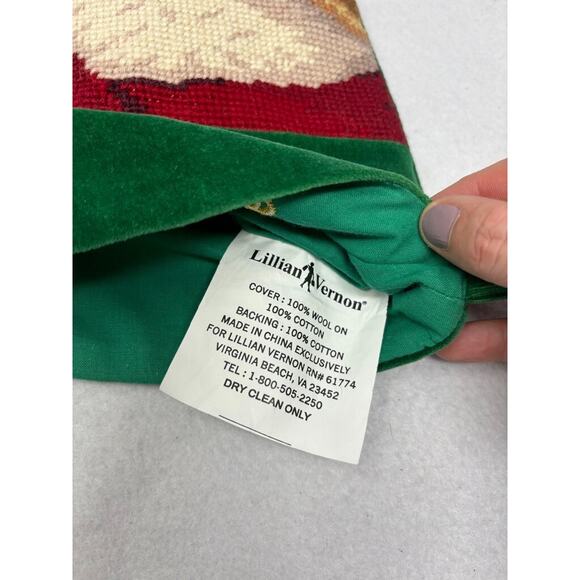 Lillian Vernon®
COVER : 100% WOOL ON
100% COTTON
BACKING : 100% COTTON
MADE IN CHINA EXCLUSIVELY
FOR LILLIAN VERNON RN# 61774
VIRGINIA BEACH, VA 23452
TEL : 1-800-505-2250
DRY CLEAN ONLY